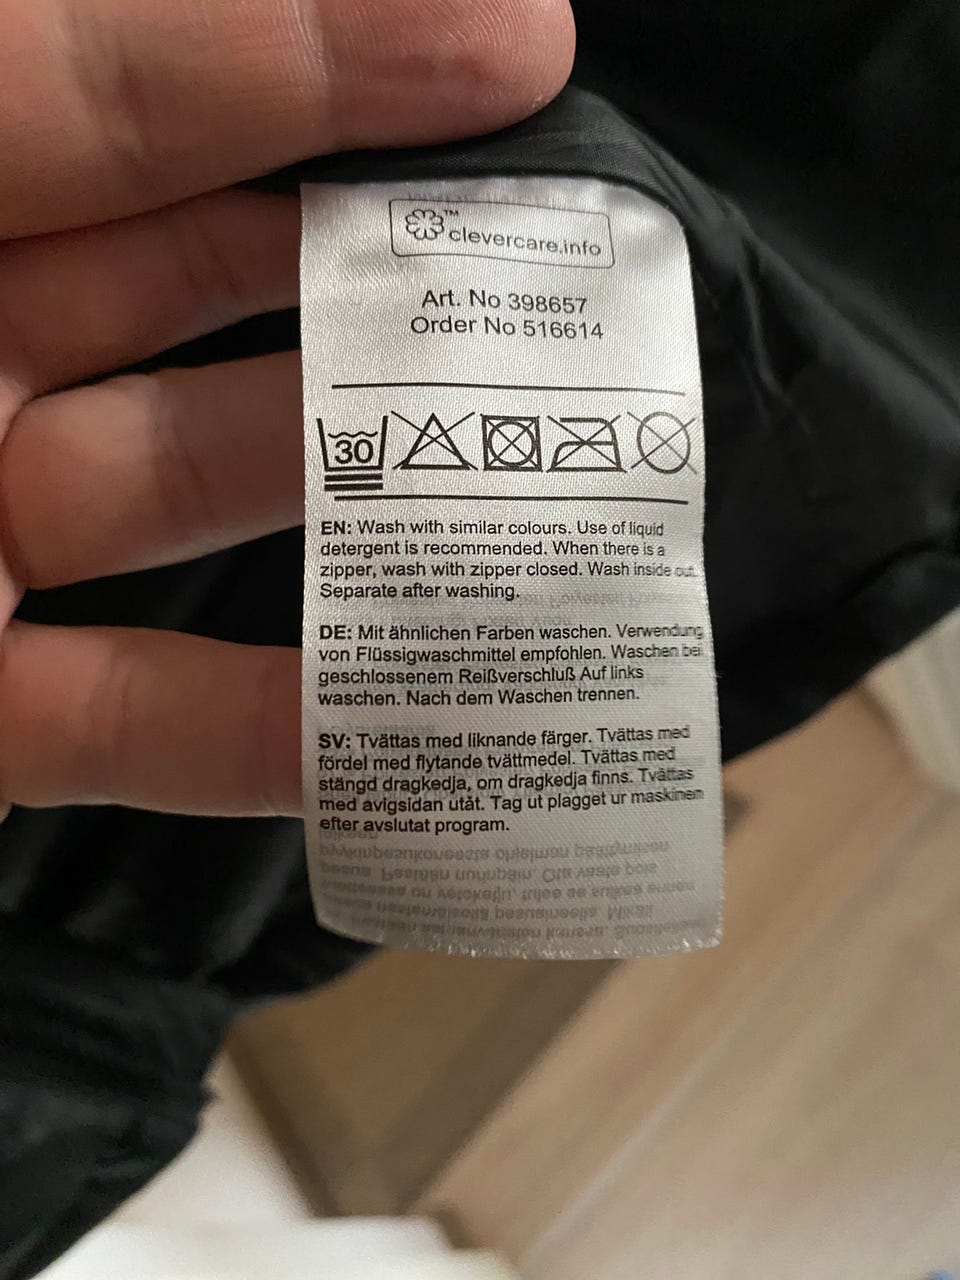 ™
clevercare.info
Art. No 398657
Order No 516614
30
EN: Wash with similar colours. Use of liquid
detergent is recommended. When there is a
zipper, wash with zipper closed. Wash inside out.
Separate after washing.
DE: Mit ähnlichen Farben waschen. Verwendung
von Flüssigwaschmittel empfohlen. Waschen bei
geschlossenem Reißverschluß Auf links
waschen. Nach dem Waschen trennen.
SV: Tvättas med liknande färger. Tvättas med
fördel med flytande tvättmedel. Tvättas med
stängd dragkedja, om dragkedja finns. Tvättas
med avigsidan utåt. Tag ut plagget ur maskinen
efter avslutat program.